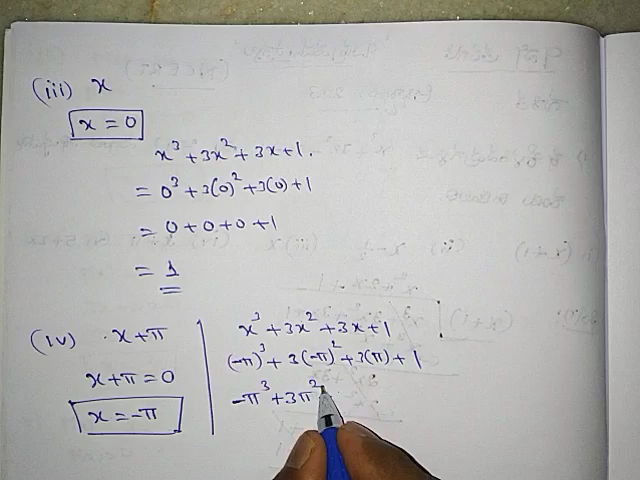 (iii) x
x = 0
x³ + 3x² + 3x + 1.
= 0³ + 3(0)² + 3(0) + 1
= 0 + 0 + 0 + 1
= 1
(iv) x + π
x + π = 0
x = -π
x³ + 3x² + 3x + 1
(-π)³ + 3(-π)² + 3(π) + 1
-π³ + 3π²